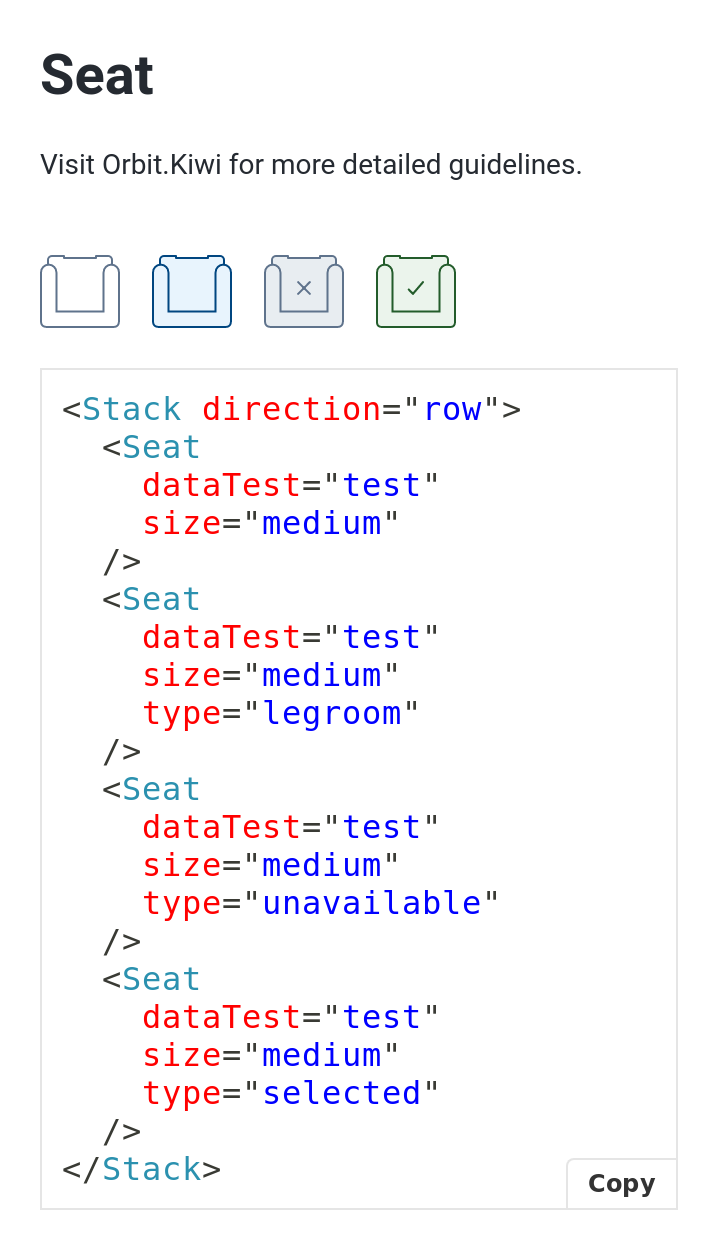 Seat
Visit Orbit.Kiwi for more detailed guidelines.
<Stack direction="row">
  <Seat
    dataTest="test"
    size="medium"
  />
  <Seat
    dataTest="test"
    size="medium"
    type="legroom"
  />
  <Seat
    dataTest="test"
    size="medium"
    type="unavailable"
  />
  <Seat
    dataTest="test"
    size="medium"
    type="selected"
  />
</Stack>
Copy